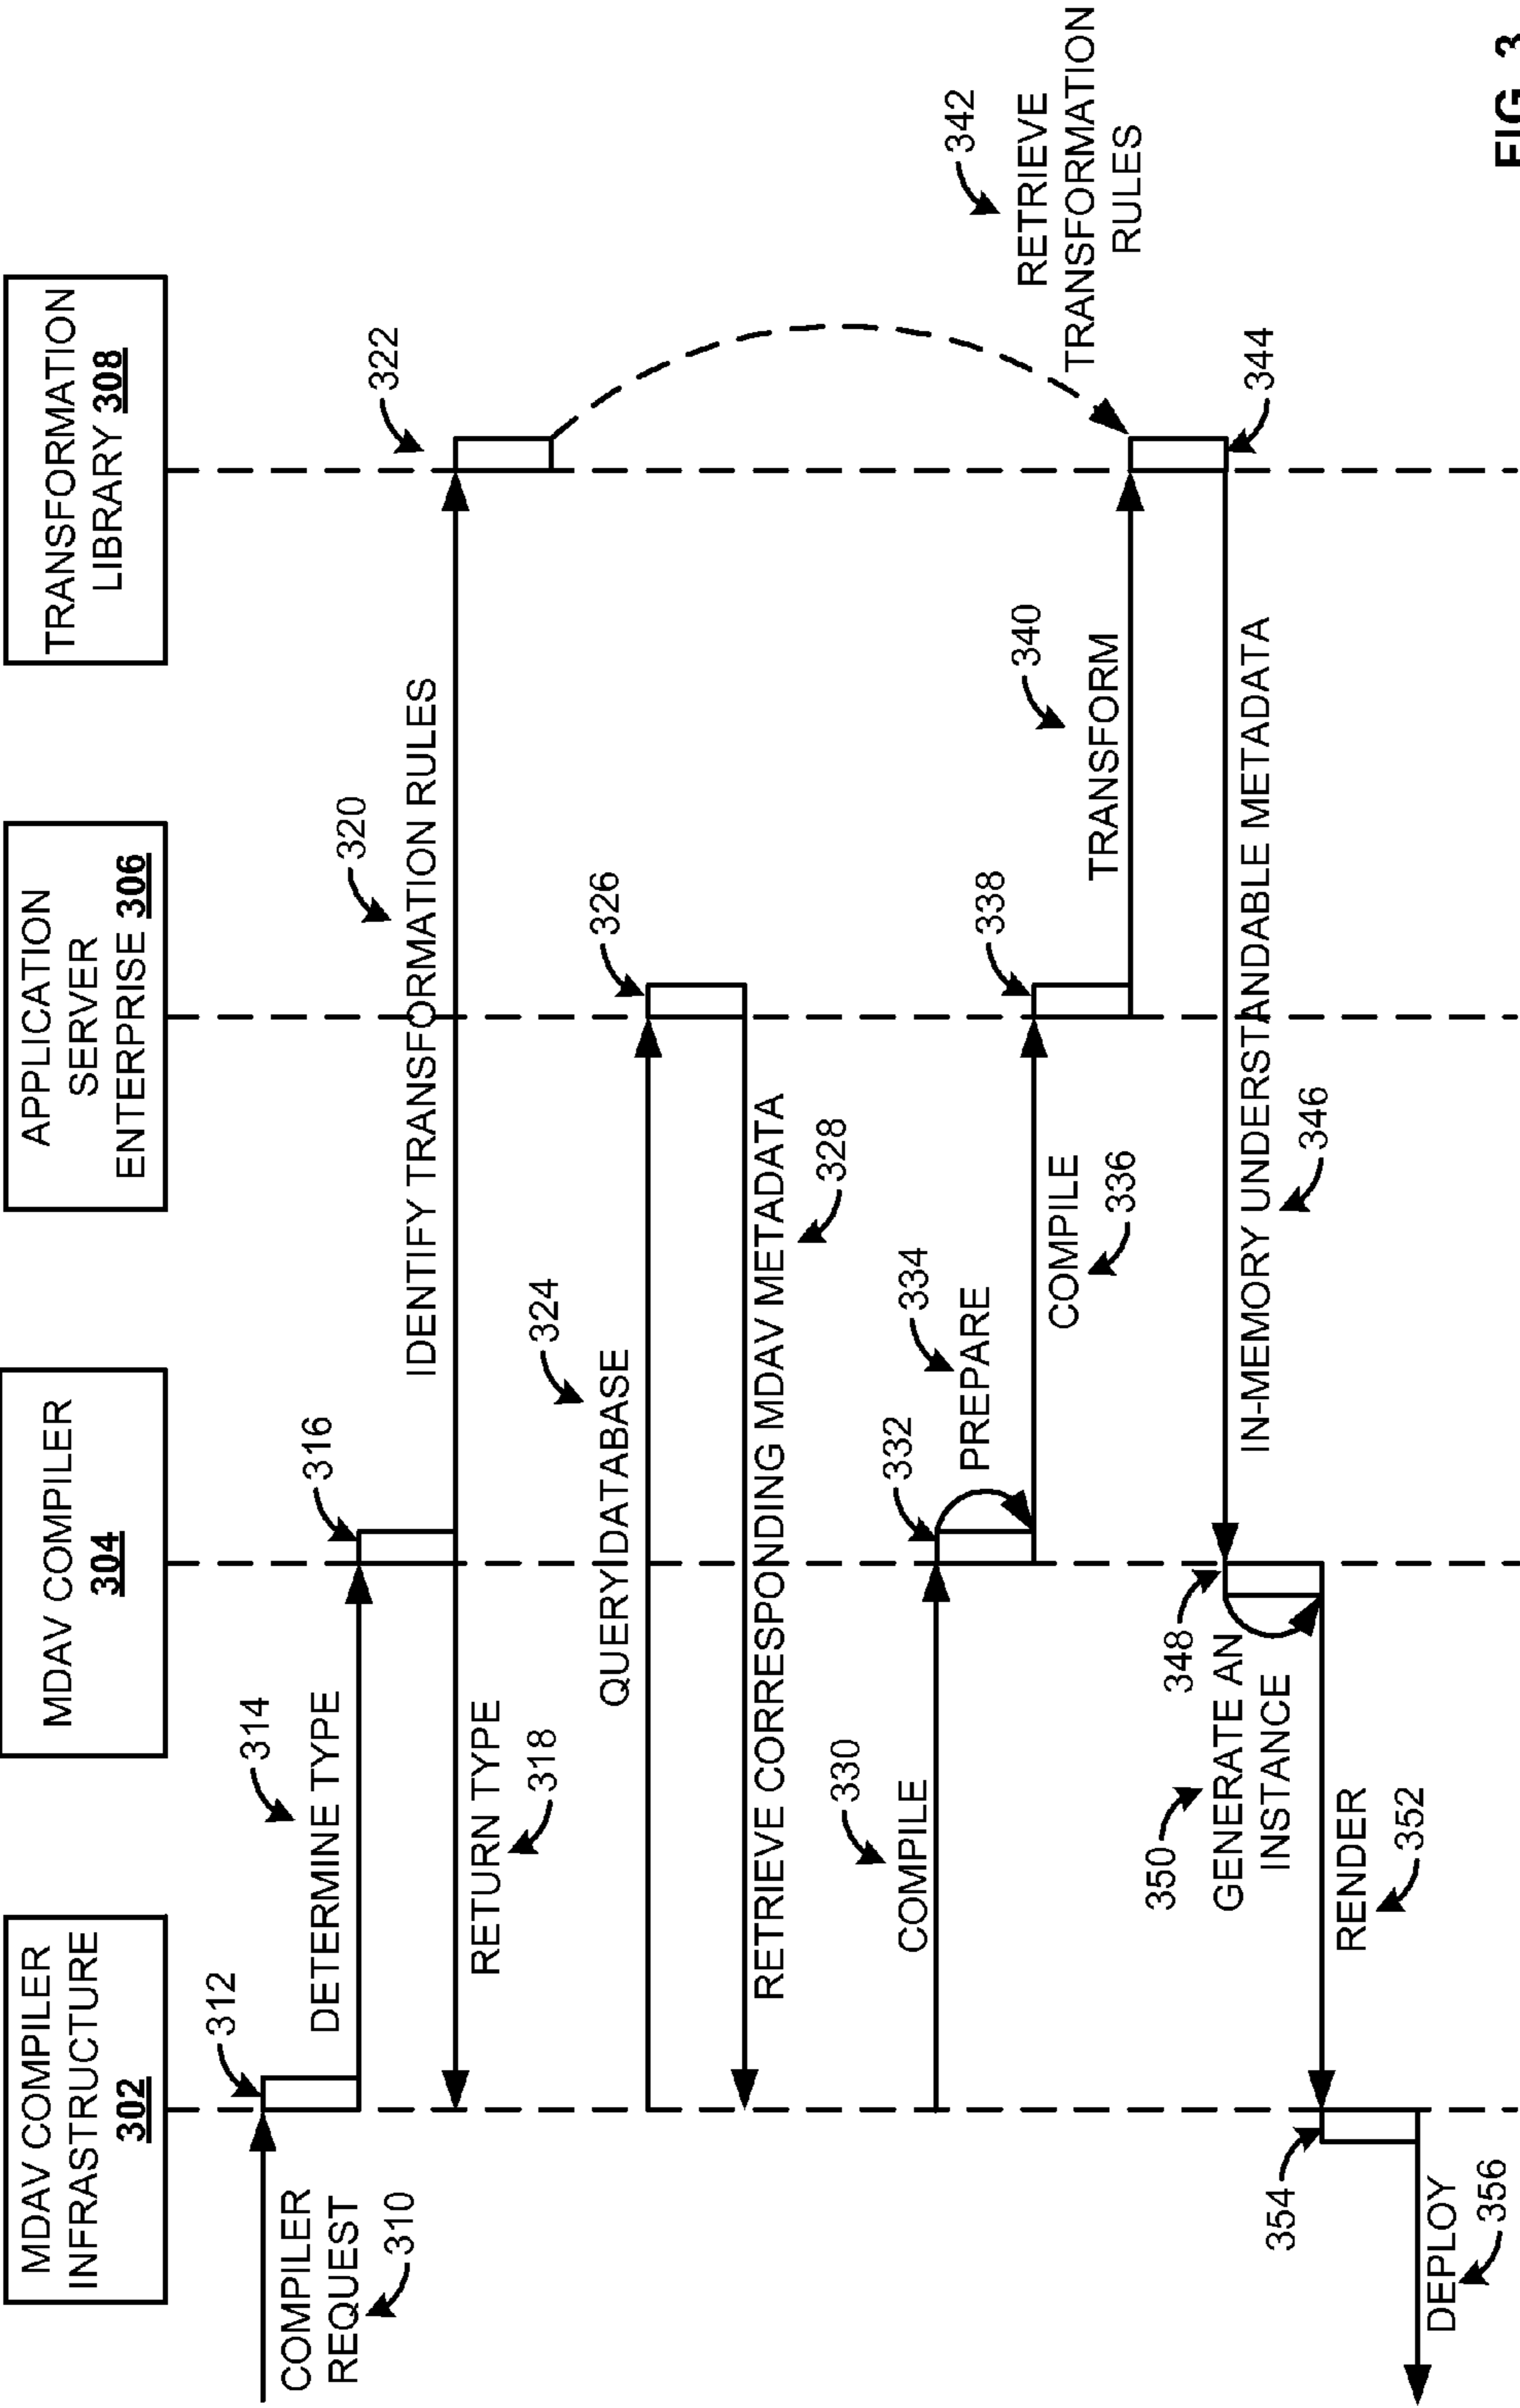 MDAV COMPILER
INFRASTRUCTURE
302
MDAV COMPILER
304
APPLICATION
SERVER
ENTERPRISE 306
TRANSFORMATION
LIBRARY 308
COMPILER
REQUEST
310
312
DETERMINE TYPE
314
316
RETURN TYPE
318
IDENTIFY TRANSFORMATION RULES
320
322
QUERYIDATABASE
324
326
RETRIEVE CORRESPONDING MDAV METADATA
328
COMPILE
330
332
PREPARE
334
COMPILE
336
338
TRANSFORM
340
RETRIEVE
TRANSFORMATION
RULES
342
344
IN-MEMORY UNDERSTANDABLE METADATA
346
348
GENERATE AN
INSTANCE
350
RENDER
352
354
DEPLOY
356
FIG. 3